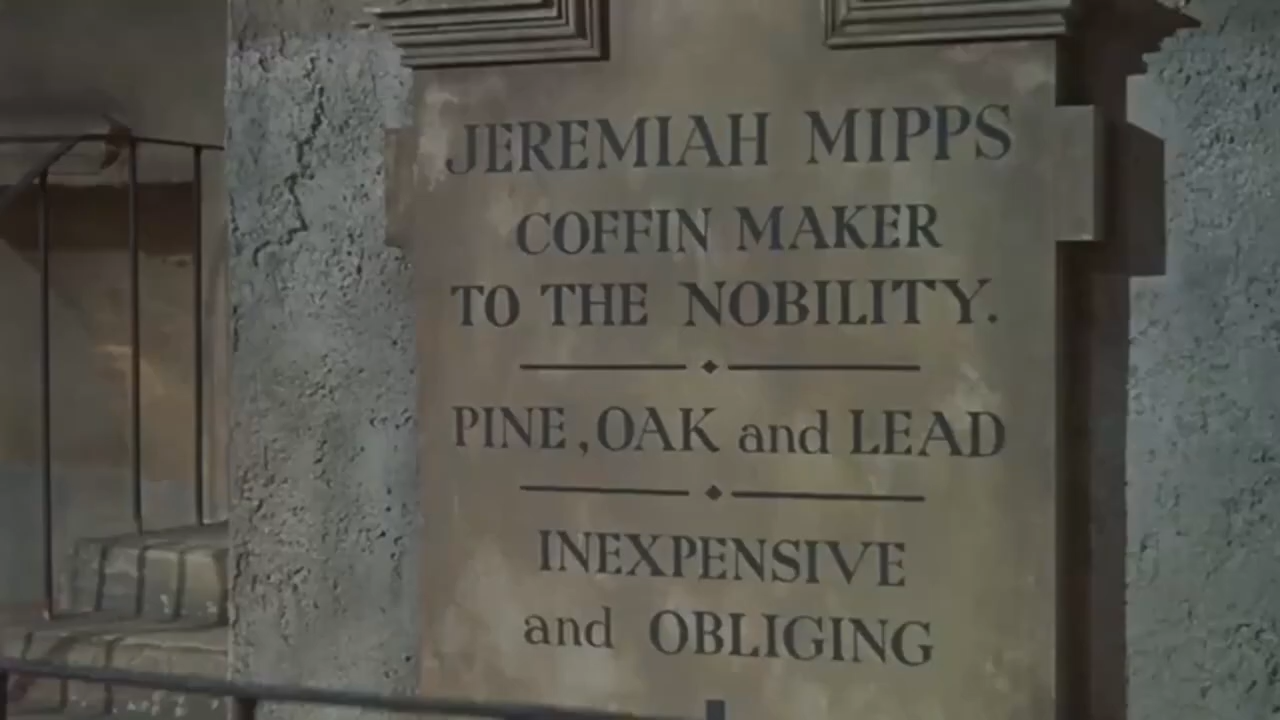 JEREMIAH MIPPS
COFFIN MAKER
TO THE NOBILITY.
PINE, OAK and LEAD
INEXPENSIVE
and OBLIGING